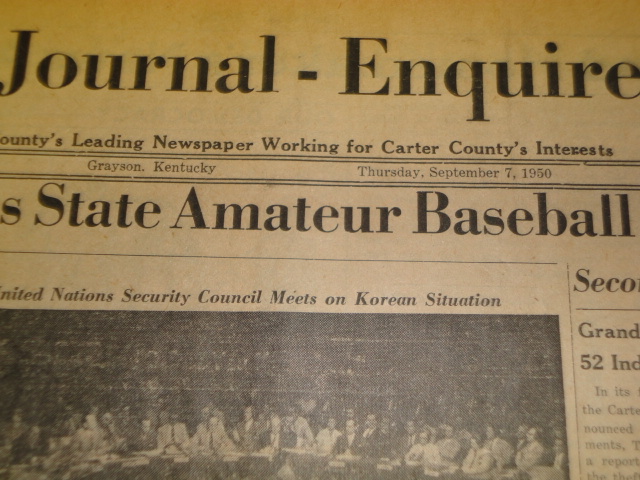 Journal - Enquire
ounty's Leading Newspaper Working for Carter County's Interests
Grayson, Kentucky Thursday, September 7, 1950
s State Amateur Baseball
nited Nations Security Council Meets on Korean Situation
Seco
Grand
52 Ind
In its
the Carte
nounced
ments, T
a report
the theft